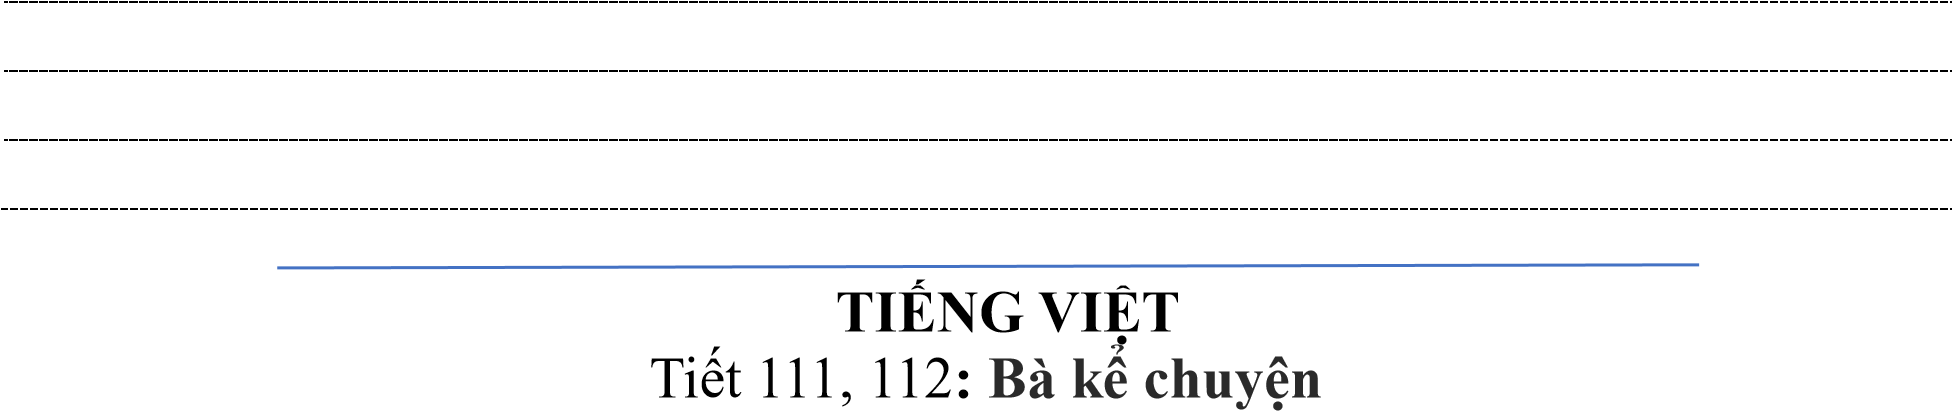 TIẾNG VIỆT
Tiết 111, 112: Bà kể chuyện